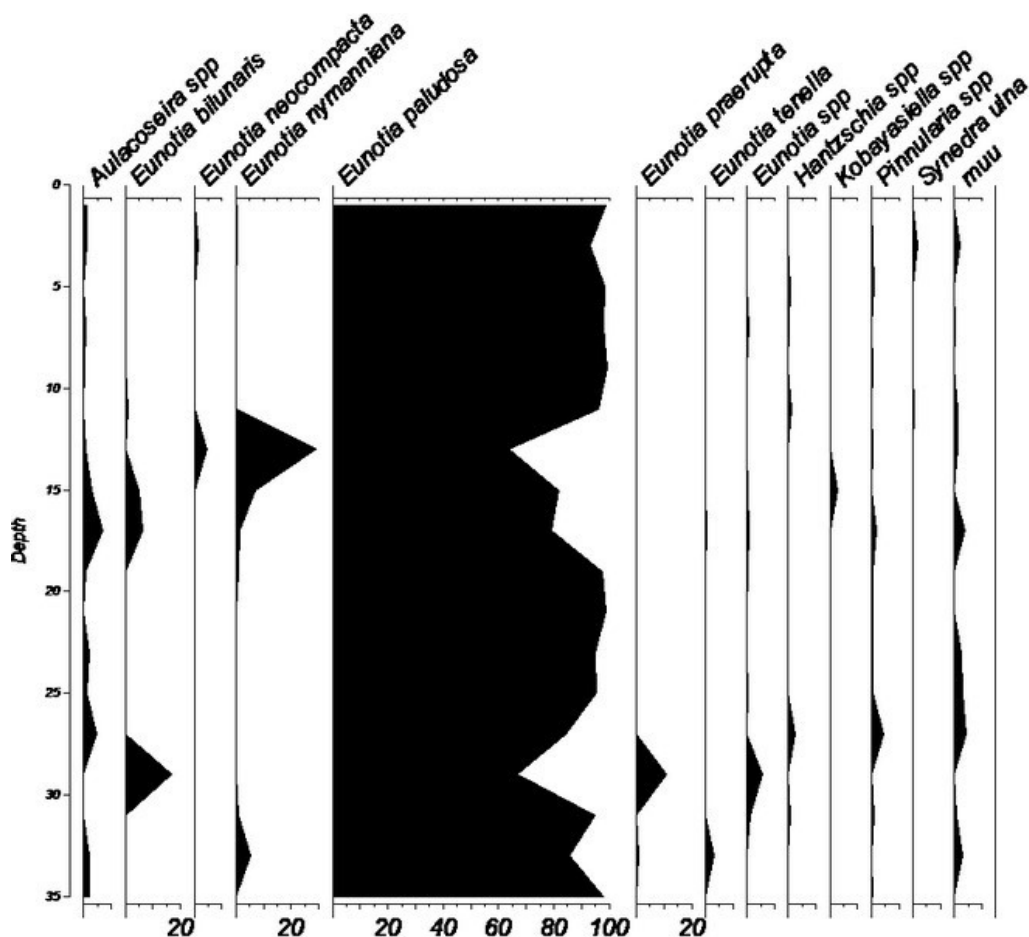 Aulacoseira spp
Eunotia bilunaris
Eunotia neocompacta
Eunotia nymanniana
Eunotia paludosa
Eunotia praerupta
Eunotia tenella
Eunotia spp
Hantzschia spp
Kobayasiella spp
Pinnularia spp
Synedra ulna
muu
0
5
10
15
20
25
30
35
Depth
20 20 20 40 60 80 100 20